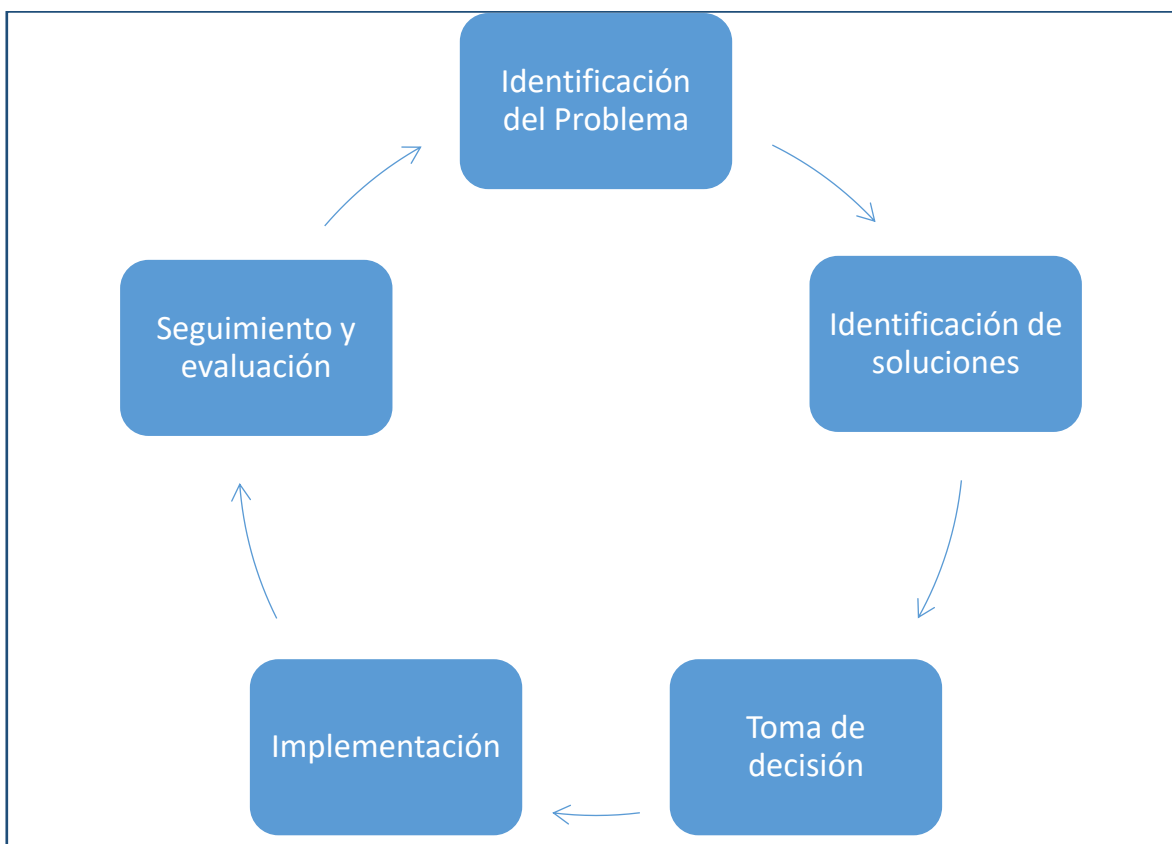 Identificación
del Problema
Identificación de
soluciones
Toma de
decisión
Implementación
Seguimiento y
evaluación